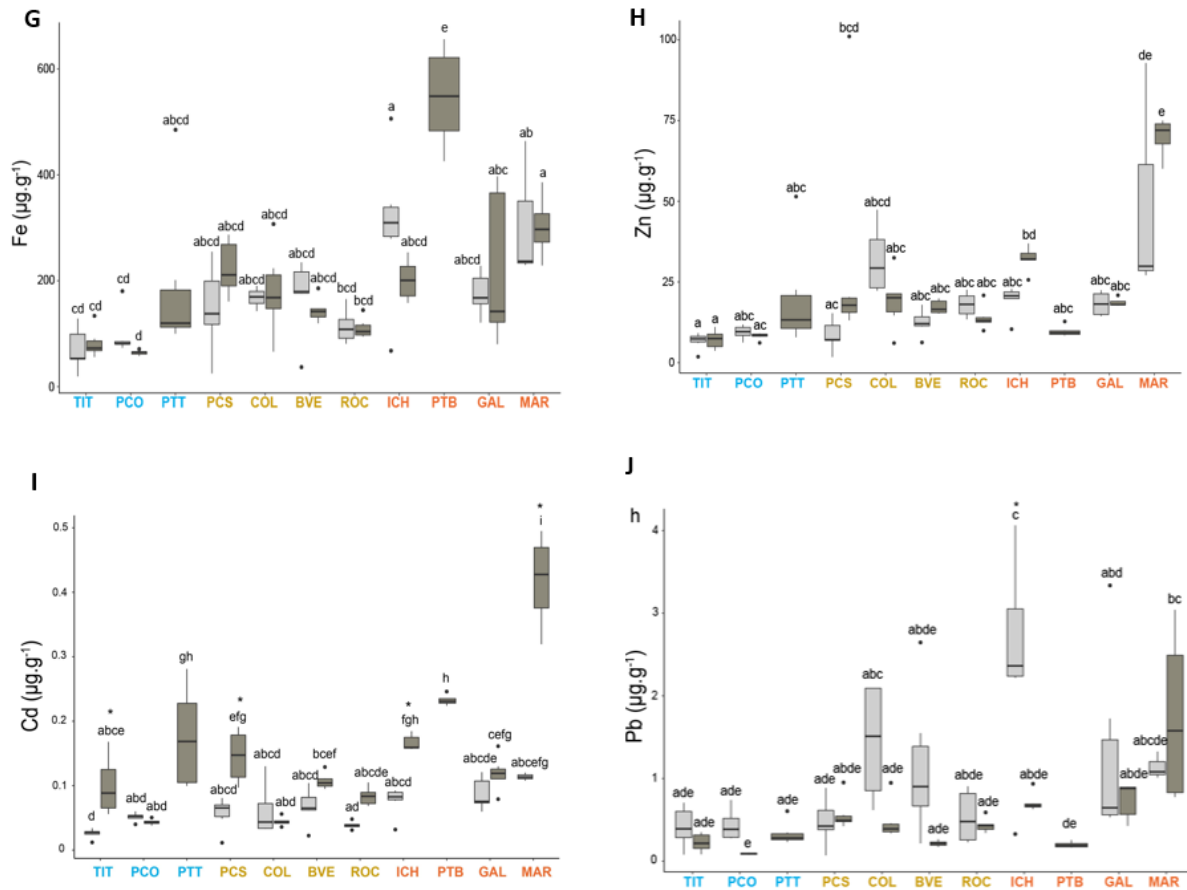 G
Fe (µg.g⁻¹)
600
400
200
0
cd cd cd d abcd abcd abcd abcd abcd abcd abcd bcd bcd a abcd e abcd abc ab a
TIT PCO PTT PCS COL BVE ROC ICH PTB GAL MAR
H
Zn (µg.g⁻¹)
100
75
50
25
0
a a abc ac abc ac bcd abcd abc abc abc abc abc abc bd abc abc abc de e
TIT PCO PTT PCS COL BVE ROC ICH PTB GAL MAR
I
Cd (µg.g⁻¹)
0.5
0.4
0.3
0.2
0.1
0
* * * *
d abce abd abd gh abcd efg abcd abd abcd bcef ad abcde abcd fgh h abcde cefg abcefg i
TIT PCO PTT PCS COL BVE ROC ICH PTB GAL MAR
J
h
Pb (µg.g⁻¹)
4
3
2
1
0
*
ade ade ade e ade ade abde abc ade abde ade abde ade c abde de abd abde abcde bc
TIT PCO PTT PCS COL BVE ROC ICH PTB GAL MAR